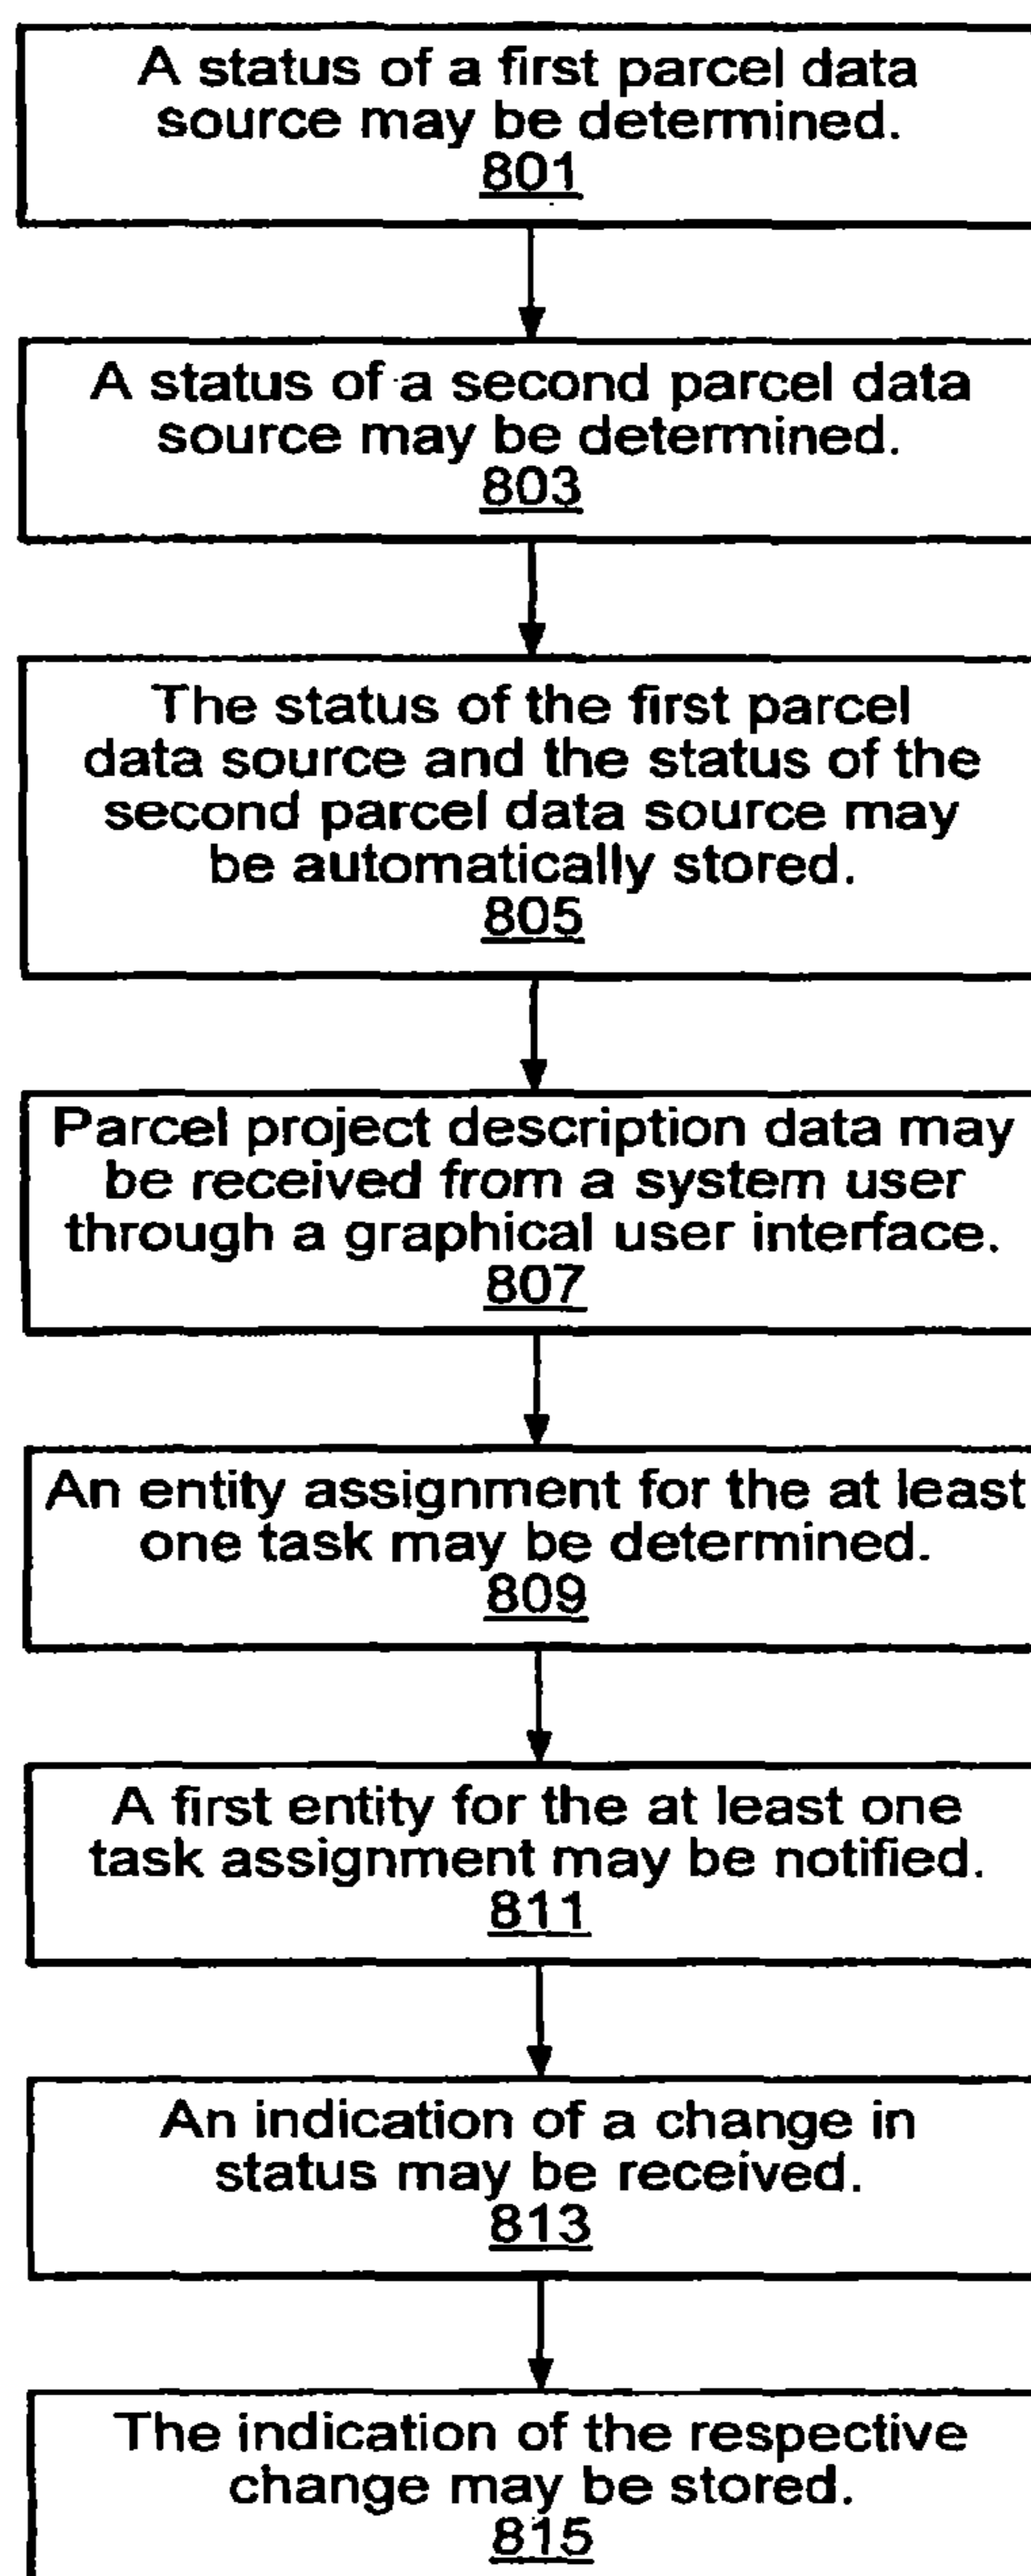 A status of a first parcel data
source may be determined.
801
A status of a second parcel data
source may be determined.
803
The status of the first parcel
data source and the status of the
second parcel data source may
be automatically stored.
805
Parcel project description data may
be received from a system user
through a graphical user interface.
807
An entity assignment for the at least
one task may be determined.
809
A first entity for the at least one
task assignment may be notified.
811
An indication of a change in
status may be received.
813
The indication of the respective
change may be stored.
815